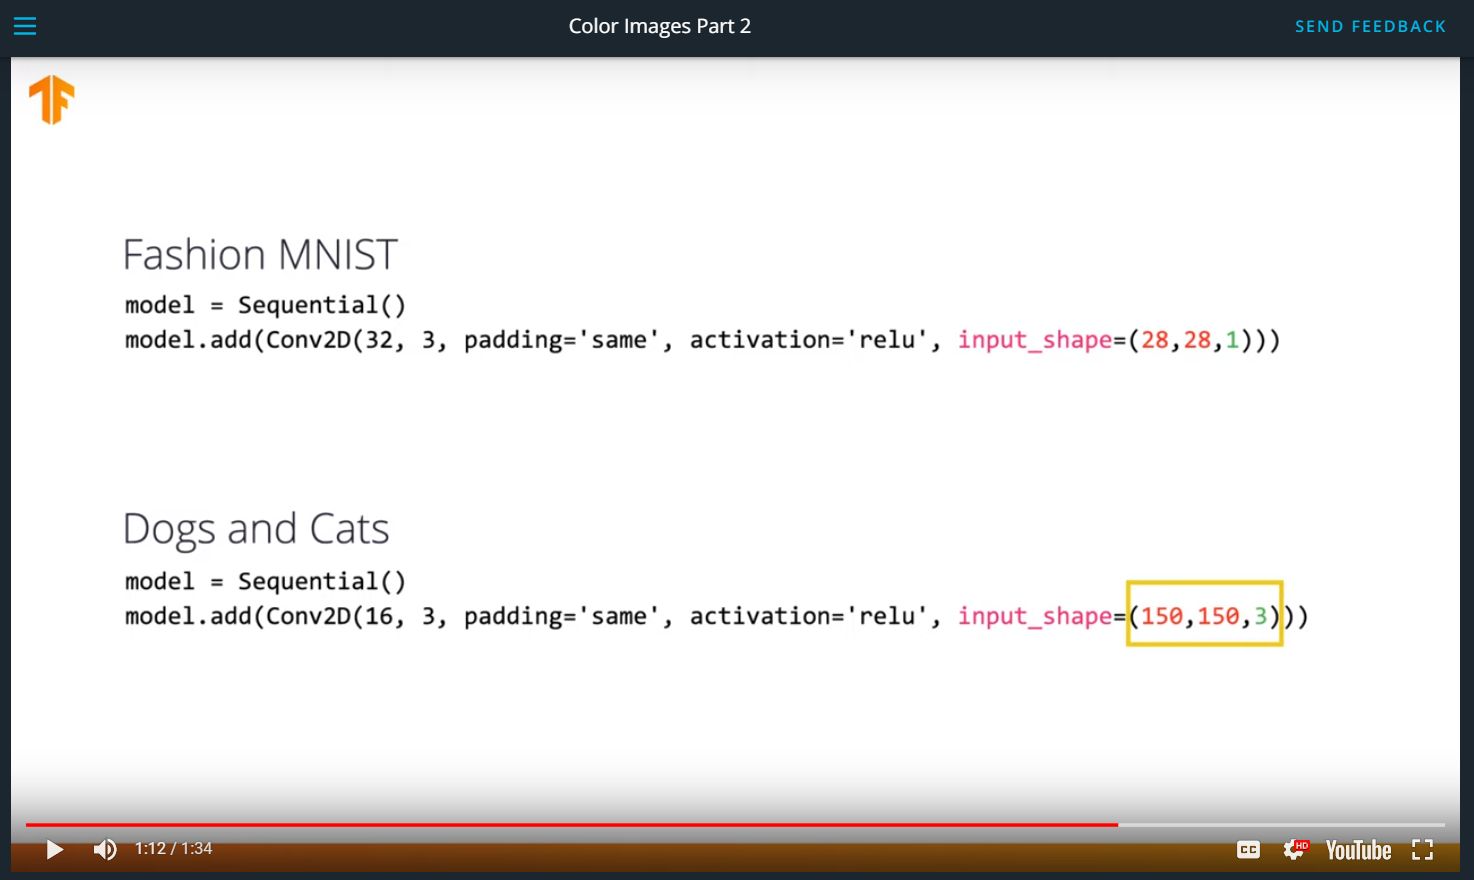 Color Images Part 2
SEND FEEDBACK
Fashion MNIST
model = Sequential()
model.add(Conv2D(32, 3, padding='same', activation='relu', input_shape=(28,28,1)))
Dogs and Cats
model = Sequential()
model.add(Conv2D(16, 3, padding='same', activation='relu', input_shape=(150,150,3)))
1:12 / 1:34
CC
HD
YouTube